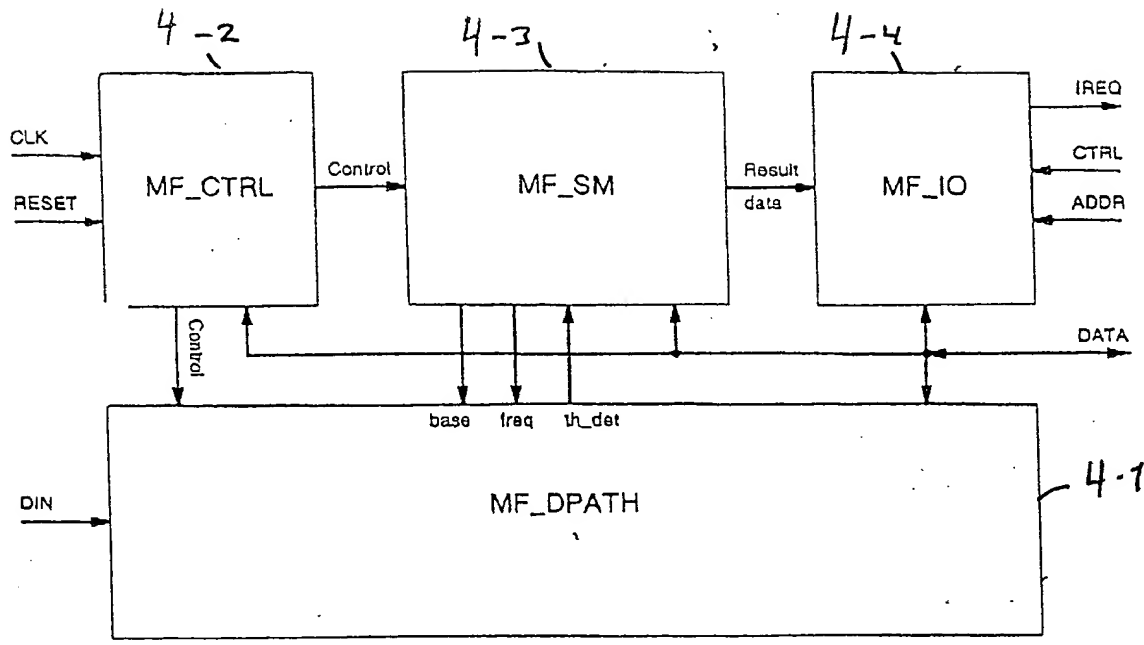 4-2
4-3
4-4
CLK
RESET
MF_CTRL
Control
MF_SM
Result
data
MF_IO
IREQ
CTRL
ADDR
Control
DATA
base freq th_det
DIN
MF_DPATH
4-1